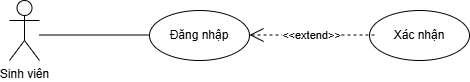 Đăng nhập
<<extend>>
Xác nhận
Sinh viên